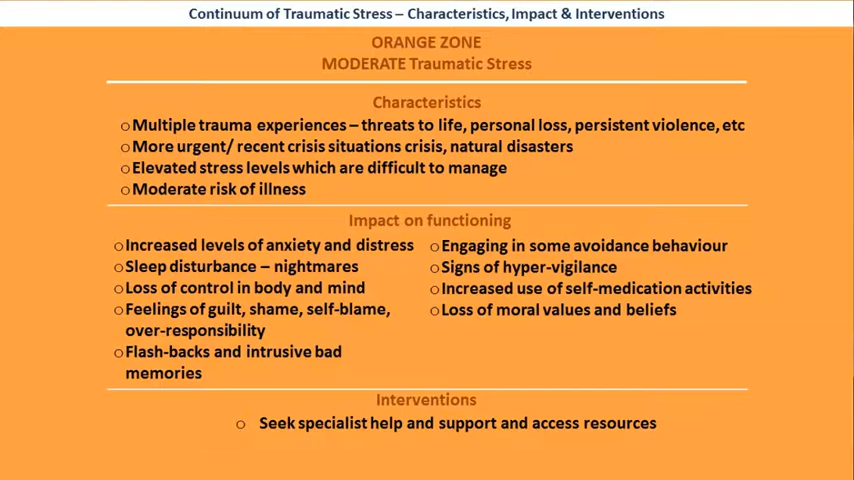 Continuum of Traumatic Stress – Characteristics, Impact & Interventions
ORANGE ZONE
MODERATE Traumatic Stress
Characteristics
○ Multiple trauma experiences – threats to life, personal loss, persistent violence, etc
○ More urgent/ recent crisis situations crisis, natural disasters
○ Elevated stress levels which are difficult to manage
○ Moderate risk of illness
Impact on functioning
○ Increased levels of anxiety and distress
○ Sleep disturbance – nightmares
○ Loss of control in body and mind
○ Feelings of guilt, shame, self-blame,
over-responsibility
○ Flash-backs and intrusive bad
memories
○ Engaging in some avoidance behaviour
○ Signs of hyper-vigilance
○ Increased use of self-medication activities
○ Loss of moral values and beliefs
Interventions
○ Seek specialist help and support and access resources